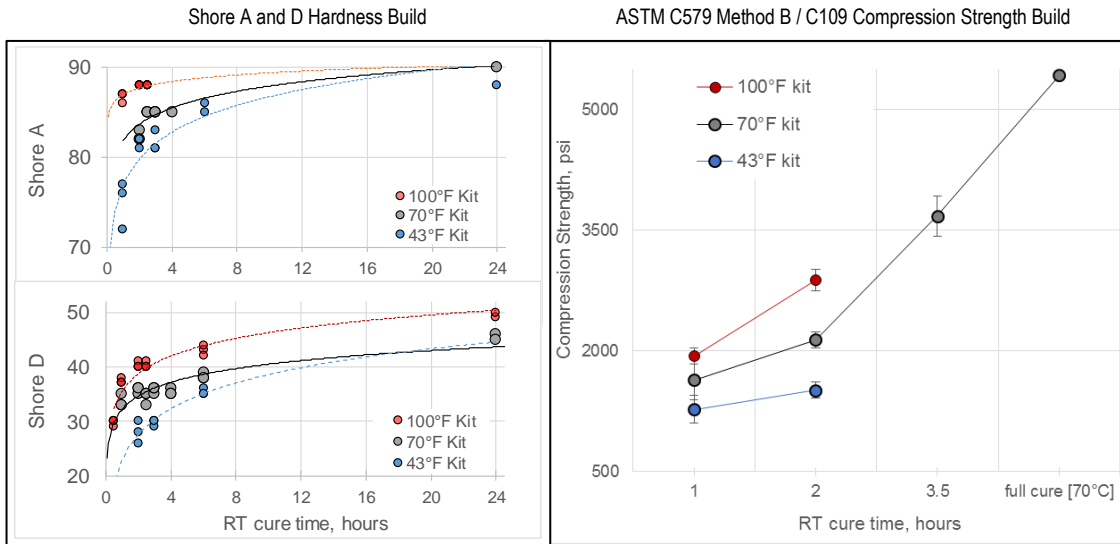 Shore A and D Hardness Build
ASTM C579 Method B / C109 Compression Strength Build
Shore A
90
80
70
100°F Kit
70°F Kit
43°F Kit
0 4 8 12 16 20 24
Shore D
50
40
30
20
100°F Kit
70°F Kit
43°F Kit
0 4 8 12 16 20 24
RT cure time, hours
Compression Strength, psi
5000
3500
2000
500
100°F kit
70°F kit
43°F kit
1 2 3.5 full cure [70°C]
RT cure time, hours